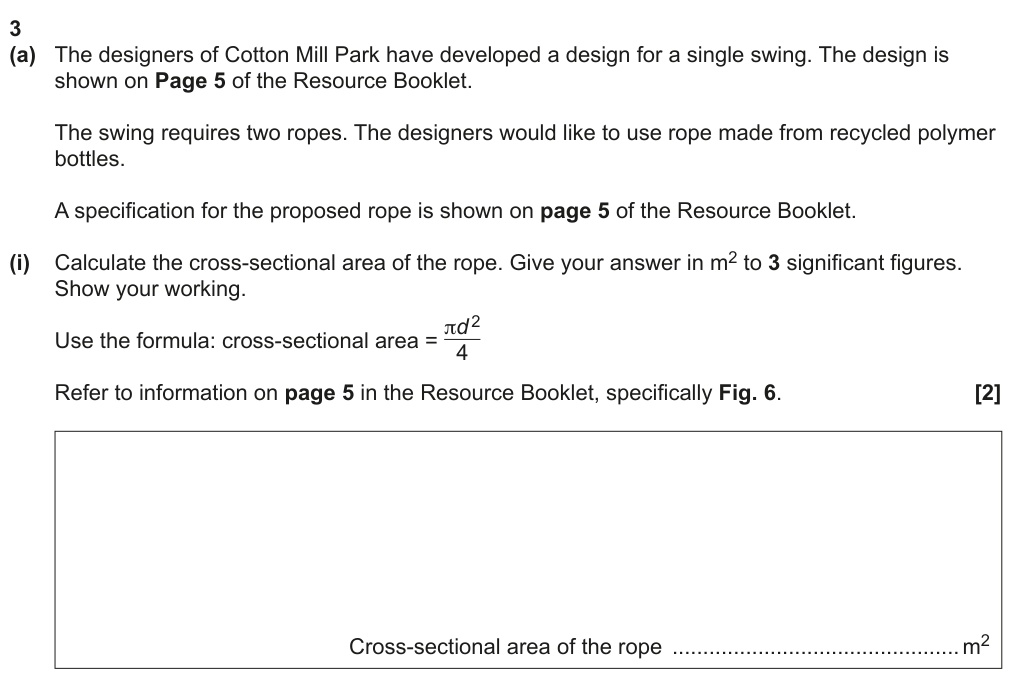 3
(a) The designers of Cotton Mill Park have developed a design for a single swing. The design is
shown on Page 5 of the Resource Booklet.
The swing requires two ropes. The designers would like to use rope made from recycled polymer
bottles.
A specification for the proposed rope is shown on page 5 of the Resource Booklet.
(i) Calculate the cross-sectional area of the rope. Give your answer in m² to 3 significant figures.
Show your working.
Use the formula: cross-sectional area = πd²/4
Refer to information on page 5 in the Resource Booklet, specifically Fig. 6. [2]
Cross-sectional area of the rope ................................................ m²